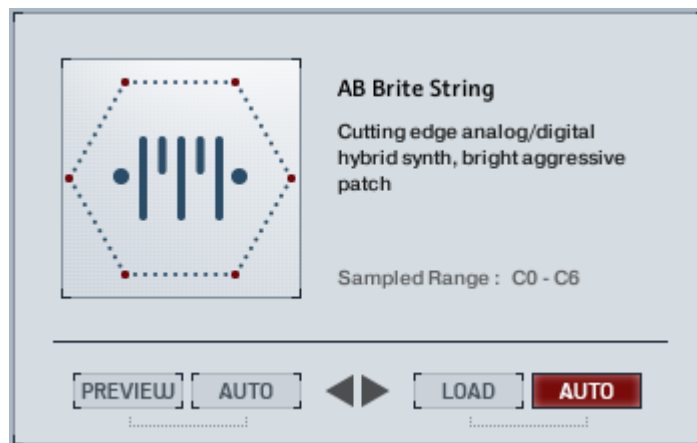 AB Brite String
Cutting edge analog/digital
hybrid synth, bright aggressive
patch
Sampled Range : C0 - C6
PREVIEW AUTO LOAD AUTO